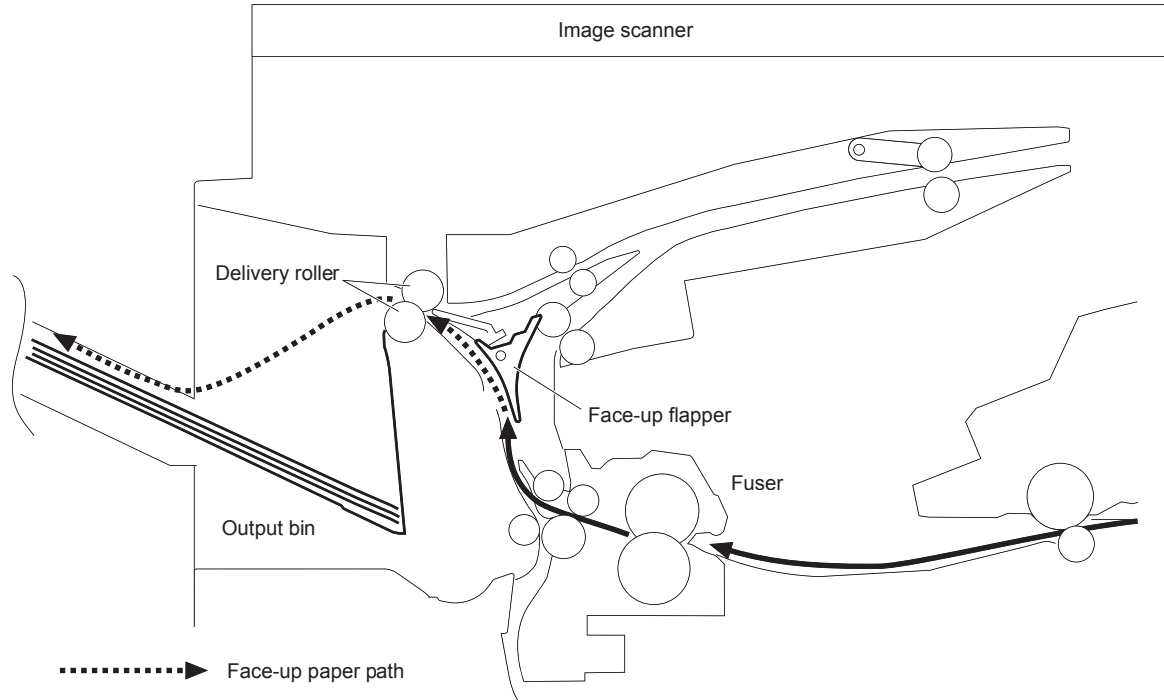 Image scanner
Delivery roller
Face-up flapper
Fuser
Output bin
Face-up paper path